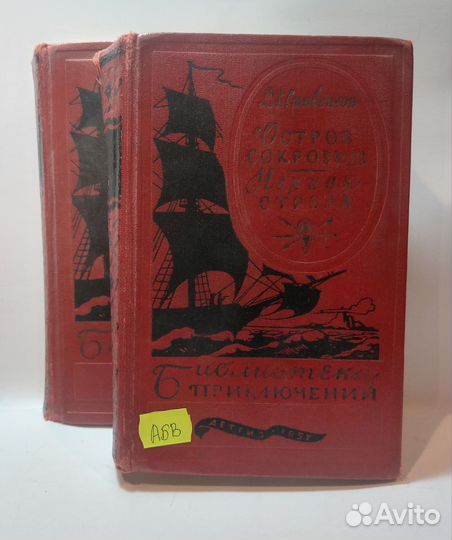 Л. Стивенсон
Остров
сокровищ
Черная
стрела
Библиотека
приключений
Детгиз 1957
АБВ
Б
Avito